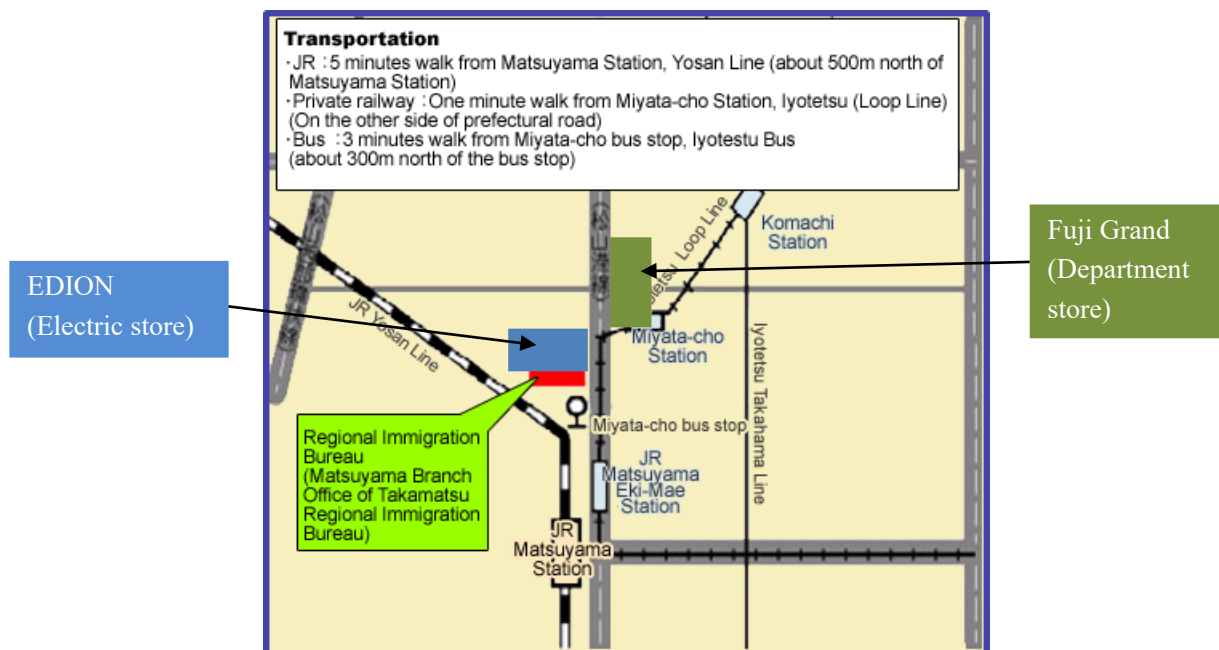 Transportation
·JR :5 minutes walk from Matsuyama Station, Yosan Line (about 500m north of
Matsuyama Station)
·Private railway :One minute walk from Miyata-cho Station, Iyotetsu (Loop Line)
(On the other side of prefectural road)
·Bus :3 minutes walk from Miyata-cho bus stop, Iyotestu Bus
(about 300m north of the bus stop)
Komachi
Station
Fuji Grand
(Department
store)
EDION
(Electric store)
Loop Line
JR Yosan Line
Miyata-cho
Station
Iyotetsu Takahama Line
Miyata-cho bus stop
Regional Immigration
Bureau
(Matsuyama Branch
Office of Takamatsu
Regional Immigration
Bureau)
JR
Matsuyama
Eki-Mae
Station
JR
Matsuyama
Station